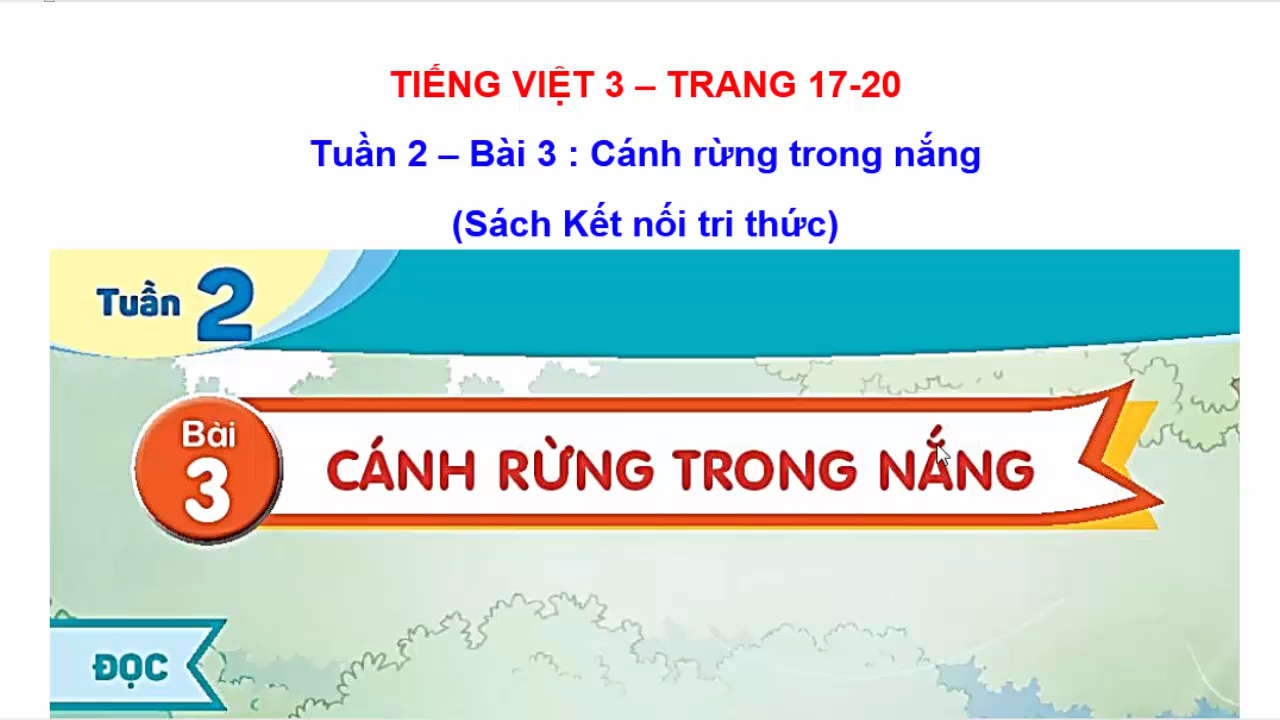 TIẾNG VIỆT 3 – TRANG 17-20
Tuần 2 – Bài 3 : Cánh rừng trong nắng
(Sách Kết nối tri thức)
Tuần 2
Bài 3
CÁNH RỪNG TRONG NẮNG
ĐỌC